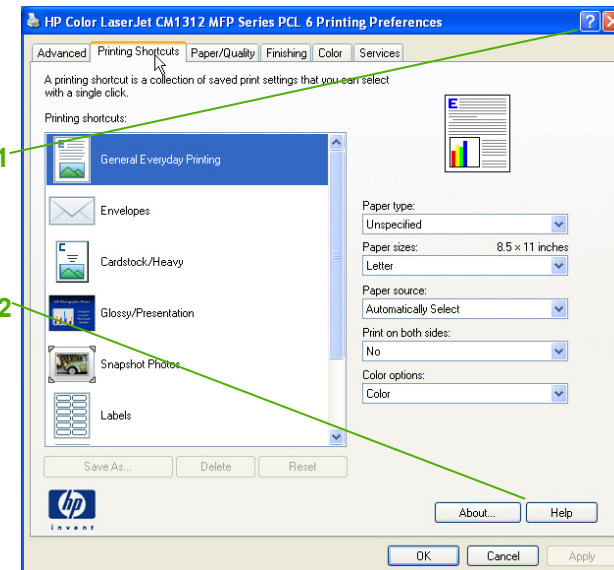 HP Color LaserJet CM1312 MFP Series PCL 6 Printing Preferences
?
Advanced
Printing Shortcuts
Paper/Quality
Finishing
Color
Services
A printing shortcut is a collection of saved print settings that you can select
with a single click.
Printing shortcuts:
E
1
General Everyday Printing
Envelopes
Cardstock/Heavy
2
Glossy/Presentation
Snapshot Photos
Labels
Paper type:
Unspecified
Paper sizes: 8.5 × 11 inches
Letter
Paper source:
Automatically Select
Print on both sides:
No
Color options:
Color
Save As...
Delete
Reset
hp
invent
About...
Help
OK
Cancel
Apply